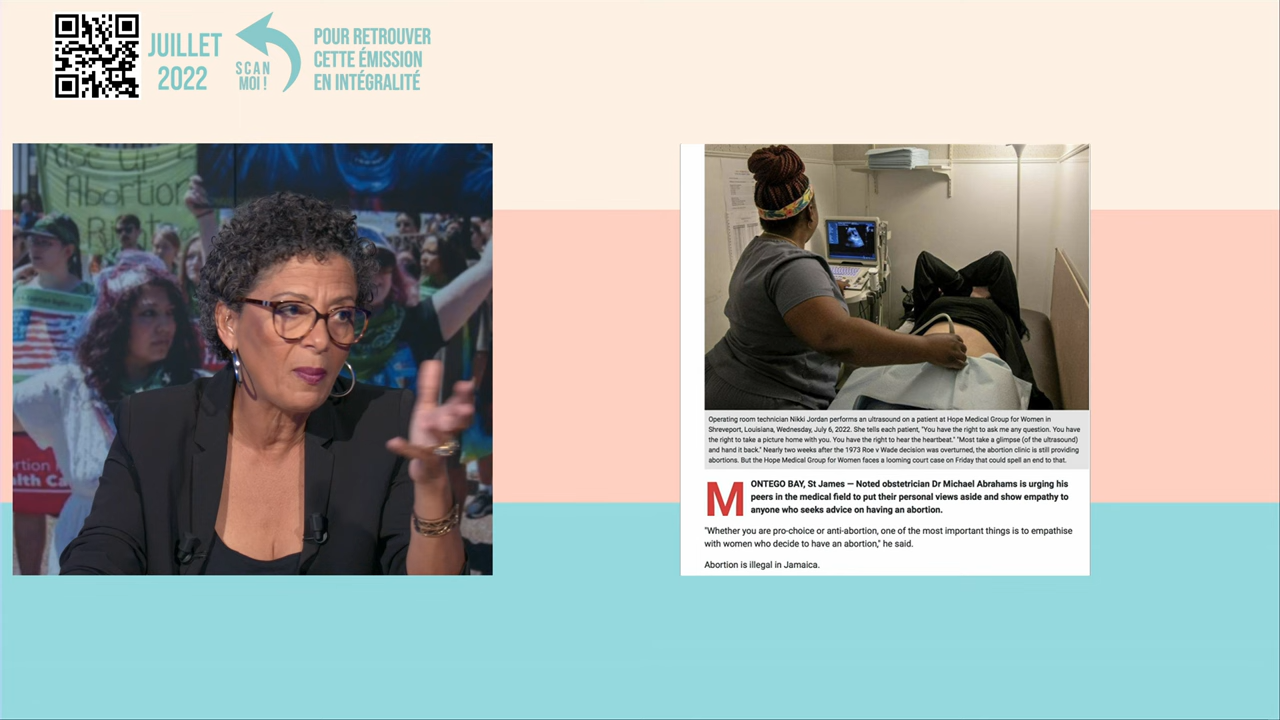 JUILLET
2022
SCAN
MOI !
POUR RETROUVER
CETTE ÉMISSION
EN INTÉGRALITÉ
Abortion
Operating room technician Nikki Jordan performs an ultrasound on a patient at Hope Medical Group for Women in
Shreveport, Louisiana, Wednesday, July 6, 2022. She tells each patient, "You have the right to ask me any question. You have
the right to take a picture home with you. You have the right to hear the heartbeat." "Most take a glimpse (of the ultrasound)
and hand it back." Nearly two weeks after the 1973 Roe v Wade decision was overturned, the abortion clinic is still providing
abortions. But the Hope Medical Group for Women faces a looming court case on Friday that could spell an end to that.
MONTEGO BAY, St James — Noted obstetrician Dr Michael Abrahams is urging his
peers in the medical field to put their personal views aside and show empathy to
anyone who seeks advice on having an abortion.
"Whether you are pro-choice or anti-abortion, one of the most important things is to empathise
with women who decide to have an abortion," he said.
Abortion is illegal in Jamaica.